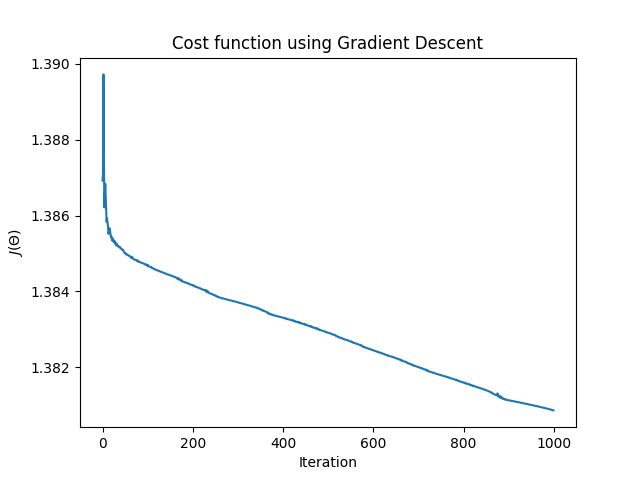 Cost function using Gradient Descent
1.390
1.388
1.386
1.384
1.382
J(Θ)
0 200 400 600 800 1000
Iteration